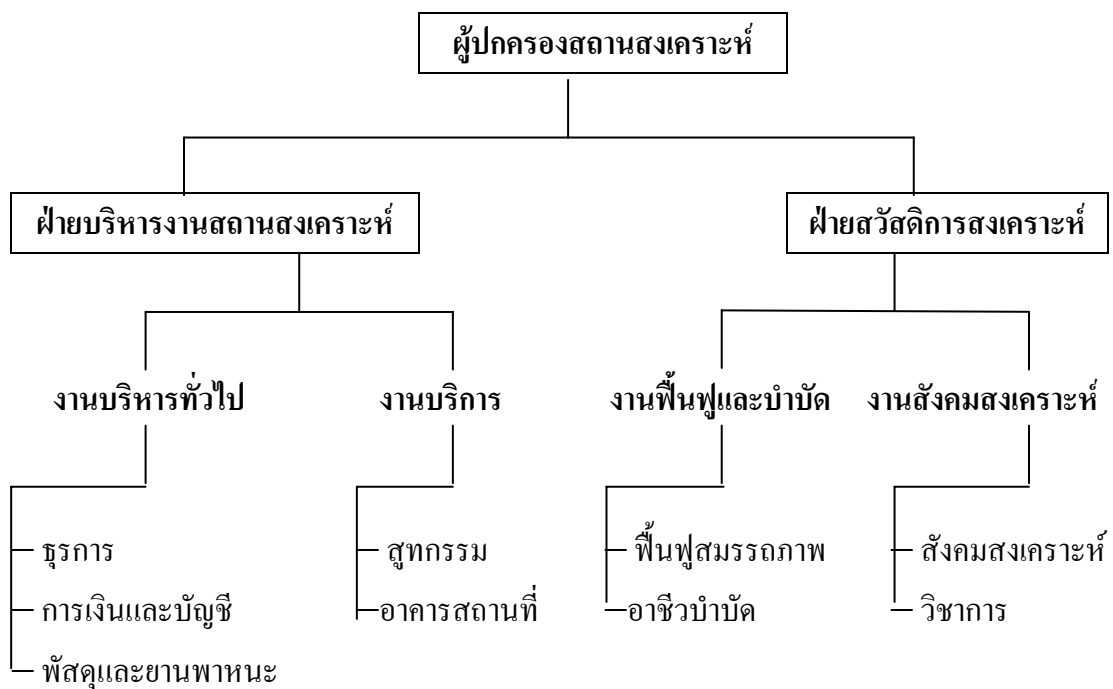 ผู้ปกครองสถานสงเคราะห์
ฝ่ายบริหารงานสถานสงเคราะห์
ฝ่ายสวัสดิการสงเคราะห์
งานบริหารทั่วไป
งานบริการ
งานฟื้นฟูและบำบัด
งานสังคมสงเคราะห์
ธุรการ
การเงินและบัญชี
พัสดุและยานพาหนะ
สูทกรรม
อาคารสถานที่
ฟื้นฟูสมรรถภาพ
อาชีวบำบัด
สังคมสงเคราะห์
วิชาการ